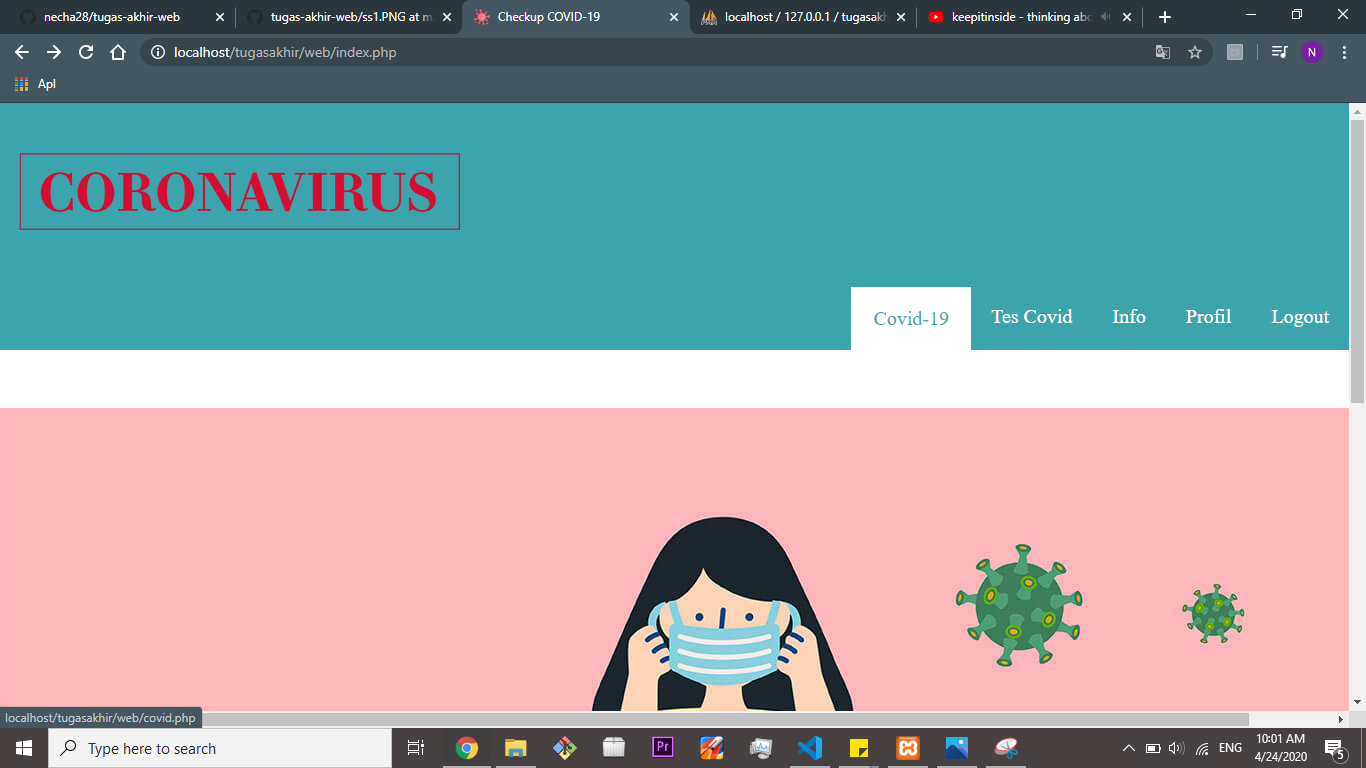 necha28/tugas-akhir-web
tugas-akhir-web/ss1.PNG at m
Checkup COVID-19
localhost / 127.0.0.1 / tugasakh
keepitinside - thinking abo
localhost/tugasakhir/web/index.php
N
Apl
CORONAVIRUS
Covid-19
Tes Covid
Info
Profil
Logout
localhost/tugasakhir/web/covid.php
Type here to search
Pr
ENG
10:01 AM
4/24/2020
5